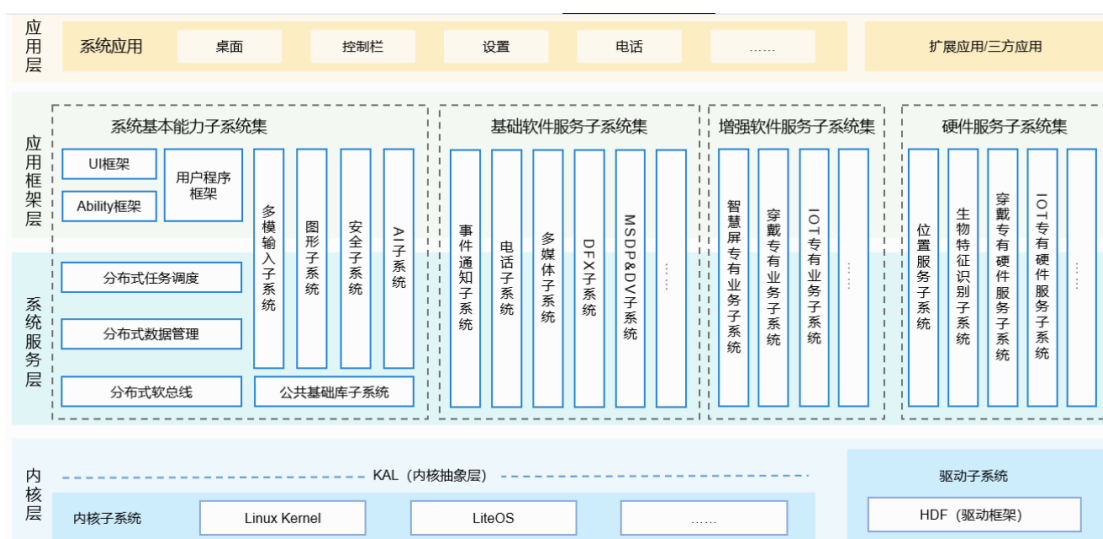 应用层
系统应用
桌面
控制栏
设置
电话
……
扩展应用/三方应用
应用框架层
系统服务层
系统基本能力子系统集
UI框架
Ability框架
用户程序
框架
分布式任务调度
分布式数据管理
分布式软总线
多模输入子系统
图形子系统
安全子系统
AI子系统
公共基础库子系统
基础软件服务子系统集
事件通知子系统
电话子系统
多媒体子系统
DFX子系统
MSDP&DV子系统
……
增强软件服务子系统集
智慧屏专有业务子系统
穿戴专有业务子系统
IOT专有业务子系统
……
硬件服务子系统集
位置服务子系统
生物特征识别子系统
穿戴专有硬件服务子系统
IOT专有硬件服务子系统
……
内核层
KAL（内核抽象层）
内核子系统
Linux Kernel
LiteOS
……
驱动子系统
HDF（驱动框架）